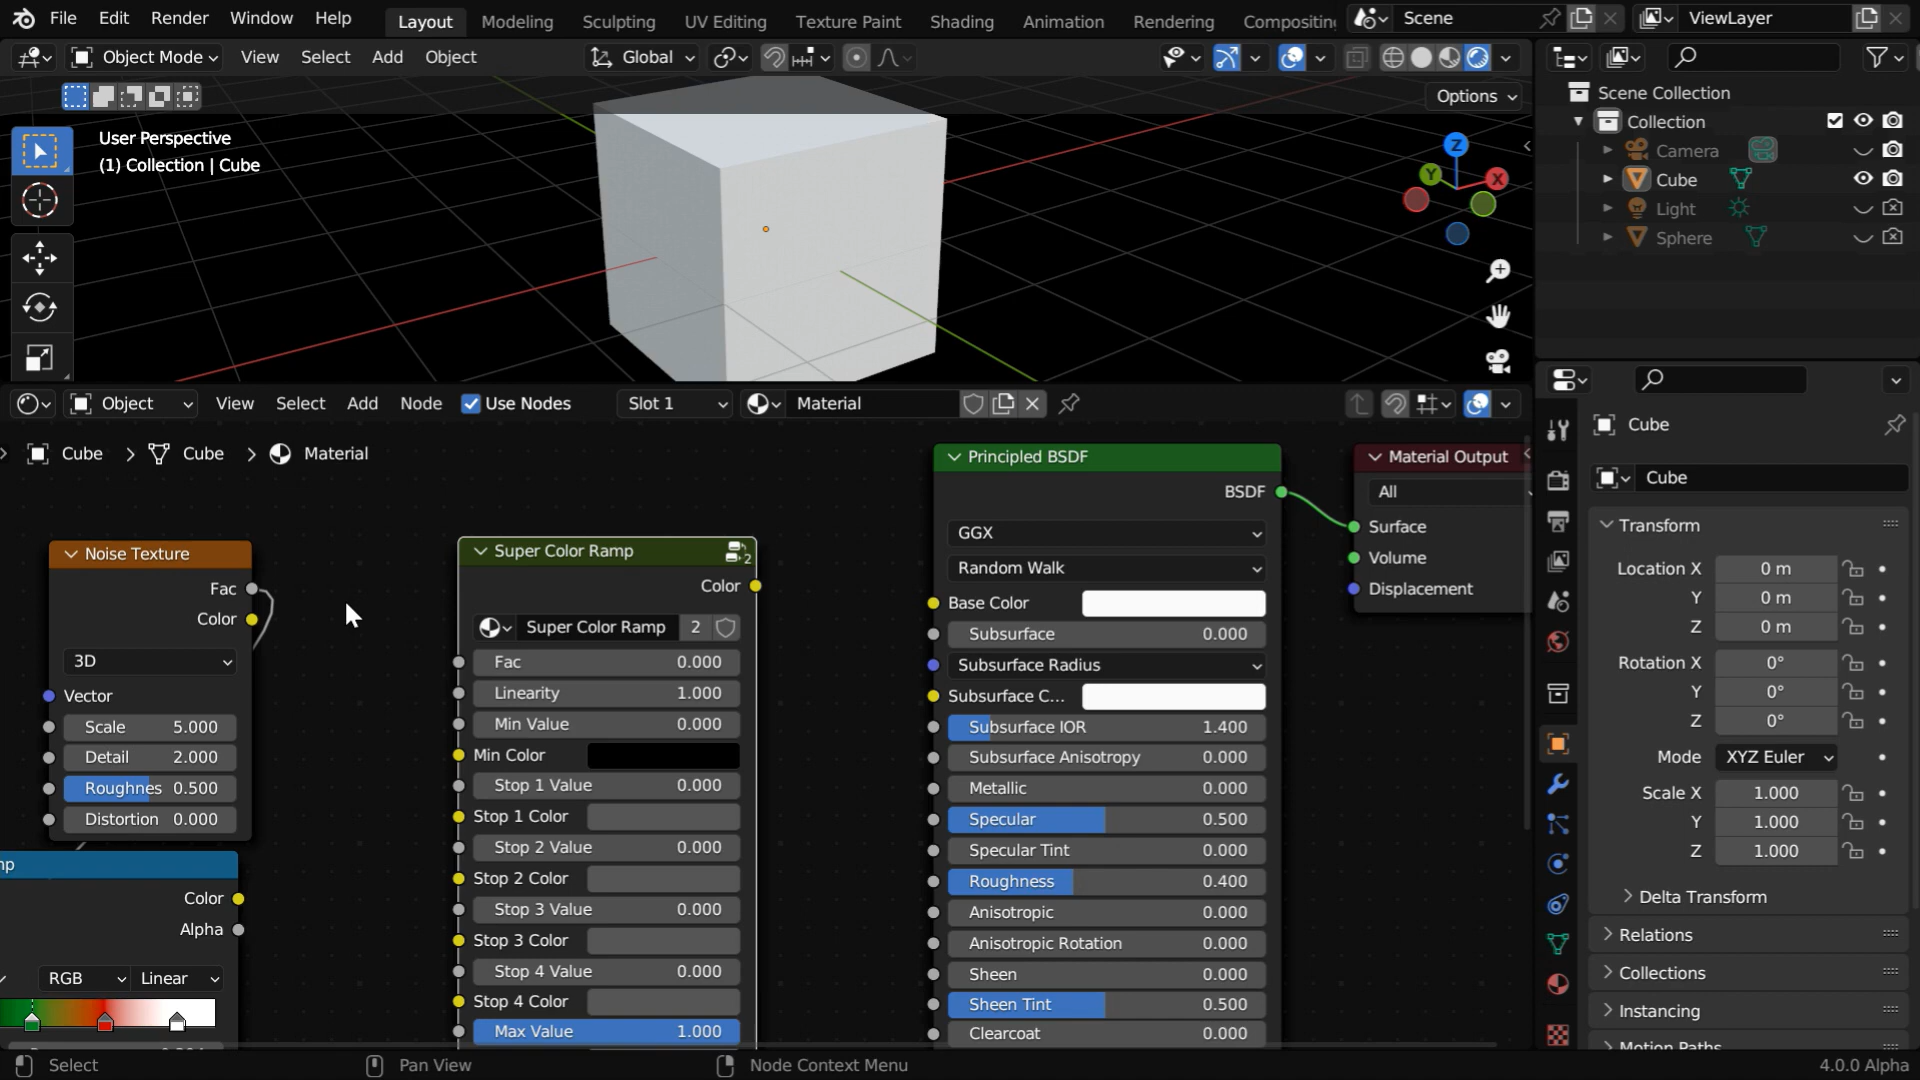 File Edit Render Window Help Layout Modeling Sculpting UV Editing Texture Paint Shading Animation Rendering Scene ViewLayer
Object Mode View Select Add Object Global
Options
User Perspective
(1) Collection | Cube
Z
Y
X
Scene Collection
Collection
Camera
Cube
Light
Sphere
Object View Select Add Node Use Nodes Slot 1 Material
Cube > Cube > Material
Noise Texture
Fac
Color
3D
Vector
Scale 5.000
Detail 2.000
Roughnes 0.500
Distortion 0.000
mp
Color
Alpha
RGB Linear
Super Color Ramp 2
Color
Super Color Ramp 2
Fac 0.000
Linearity 1.000
Min Value 0.000
Min Color
Stop 1 Value 0.000
Stop 1 Color
Stop 2 Value 0.000
Stop 2 Color
Stop 3 Value 0.000
Stop 3 Color
Stop 4 Value 0.000
Stop 4 Color
Max Value 1.000
Principled BSDF
BSDF
GGX
Random Walk
Base Color
Subsurface 0.000
Subsurface Radius
Subsurface C...
Subsurface IOR 1.400
Subsurface Anisotropy 0.000
Metallic 0.000
Specular 0.500
Specular Tint 0.000
Roughness 0.400
Anisotropic 0.000
Anisotropic Rotation 0.000
Sheen 0.000
Sheen Tint 0.500
Clearcoat 0.000
Material Output
All
Surface
Volume
Displacement
Cube
Cube
Transform
Location X 0 m
Y 0 m
Z 0 m
Rotation X 0°
Y 0°
Z 0°
Mode XYZ Euler
Scale X 1.000
Y 1.000
Z 1.000
Delta Transform
Relations
Collections
Instancing
Motion Paths
Select Pan View Node Context Menu 4.0.0 Alpha